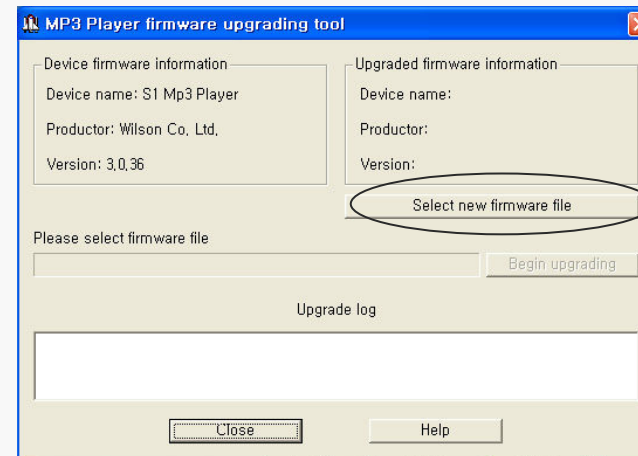 MP3 Player firmware upgrading tool
Device firmware information
Device name: S1 Mp3 Player
Productor: Wilson Co, Ltd,
Version: 3,0,36
Upgraded firmware information
Device name:
Productor:
Version:
Select new firmware file
Please select firmware file
Begin upgrading
Upgrade log
Close
Help